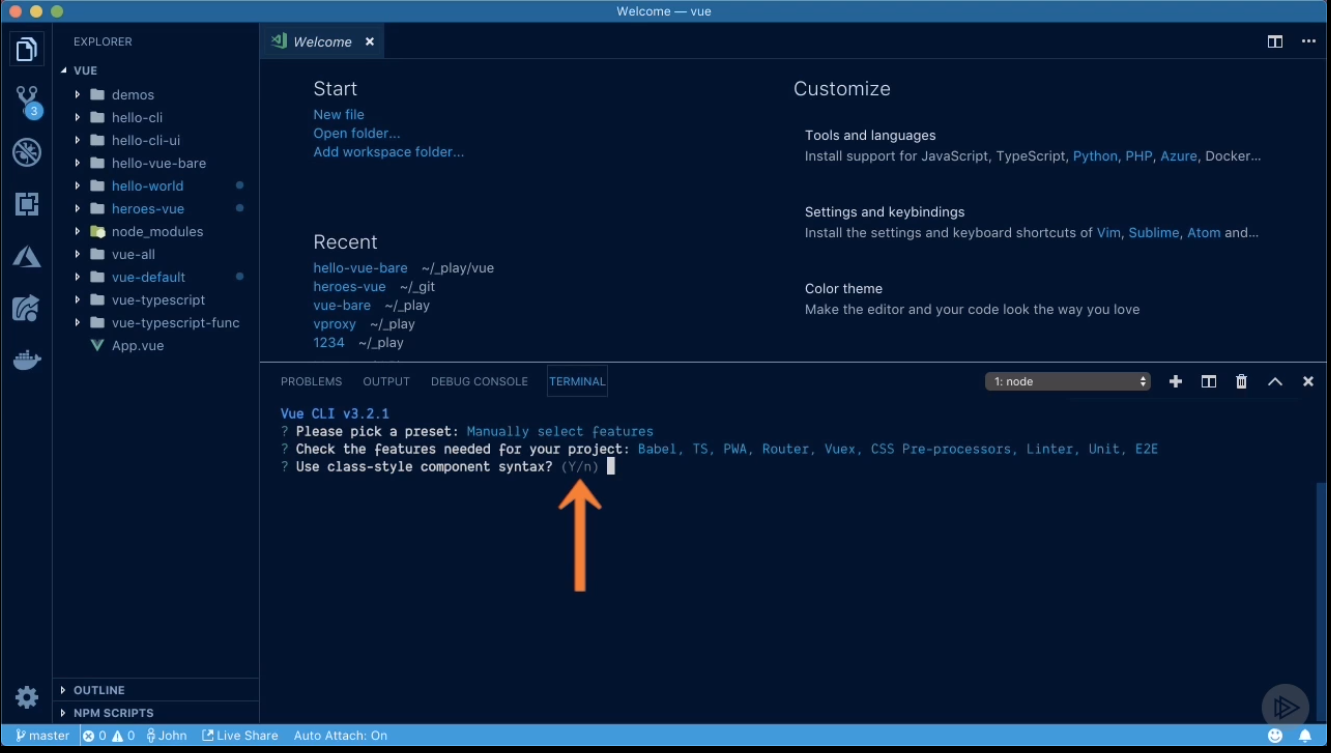 Welcome — vue
EXPLORER
VUE
demos
hello-cli
hello-cli-ui
hello-vue-bare
hello-world
heroes-vue
node_modules
vue-all
vue-default
vue-typescript
vue-typescript-func
App.vue
OUTLINE
NPM SCRIPTS
3
Welcome
Start
New file
Open folder...
Add workspace folder...
Recent
hello-vue-bare ~/_play/vue
heroes-vue ~/_git
vue-bare ~/_play
vproxy ~/_play
1234 ~/_play
Customize
Tools and languages
Install support for JavaScript, TypeScript, Python, PHP, Azure, Docker...
Settings and keybindings
Install the settings and keyboard shortcuts of Vim, Sublime, Atom and...
Color theme
Make the editor and your code look the way you love
PROBLEMS OUTPUT DEBUG CONSOLE TERMINAL 1: node
Vue CLI v3.2.1
? Please pick a preset: Manually select features
? Check the features needed for your project: Babel, TS, PWA, Router, Vuex, CSS Pre-processors, Linter, Unit, E2E
? Use class-style component syntax? (Y/n)
master 0 0 John Live Share Auto Attach: On